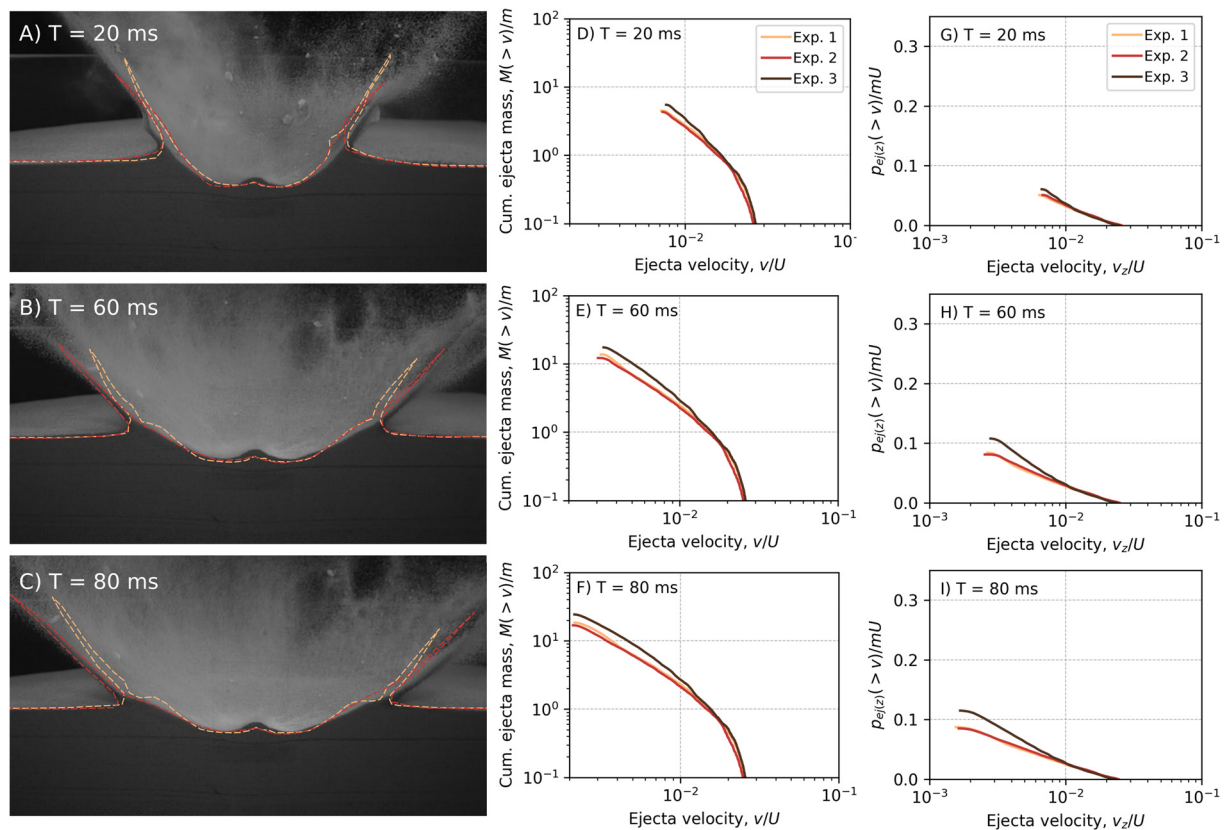 A) T = 20 ms
B) T = 60 ms
C) T = 80 ms
D) T = 20 ms
Exp. 1
Exp. 2
Exp. 3
Cum. ejecta mass, M(> v)/m
10²
10¹
10⁰
10⁻¹
10⁻²
10⁻
Ejecta velocity, v/U
E) T = 60 ms
Cum. ejecta mass, M(> v)/m
10²
10¹
10⁰
10⁻¹
10⁻²
10⁻¹
Ejecta velocity, v/U
F) T = 80 ms
Cum. ejecta mass, M(> v)/m
10²
10¹
10⁰
10⁻¹
10⁻²
10⁻¹
Ejecta velocity, v/U
G) T = 20 ms
Exp. 1
Exp. 2
Exp. 3
p_ej(z)(> v)/mU
0.3
0.2
0.1
0.0
10⁻³
10⁻²
10⁻¹
Ejecta velocity, v_z/U
H) T = 60 ms
p_ej(z)(> v)/mU
0.3
0.2
0.1
0.0
10⁻³
10⁻²
10⁻¹
Ejecta velocity, v_z/U
I) T = 80 ms
p_ej(z)(> v)/mU
0.3
0.2
0.1
0.0
10⁻³
10⁻²
10⁻¹
Ejecta velocity, v_z/U